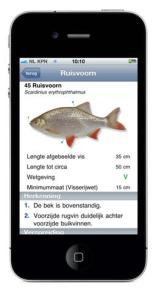 NL KPN 10:10
terug Ruisvoorn
45 Ruisvoorn
Scardinius erythrophthalmus
Lengte afgebeelde vis 35 cm
Lengte tot circa 50 cm
Wetgeving V
Minimummaat (Visserijwet) 15 cm
Herkenning
1. De bek is bovenstandig.
2. Voorzijde rugvin duidelijk achter
voorzijde buikvinnen.
Verspreiding